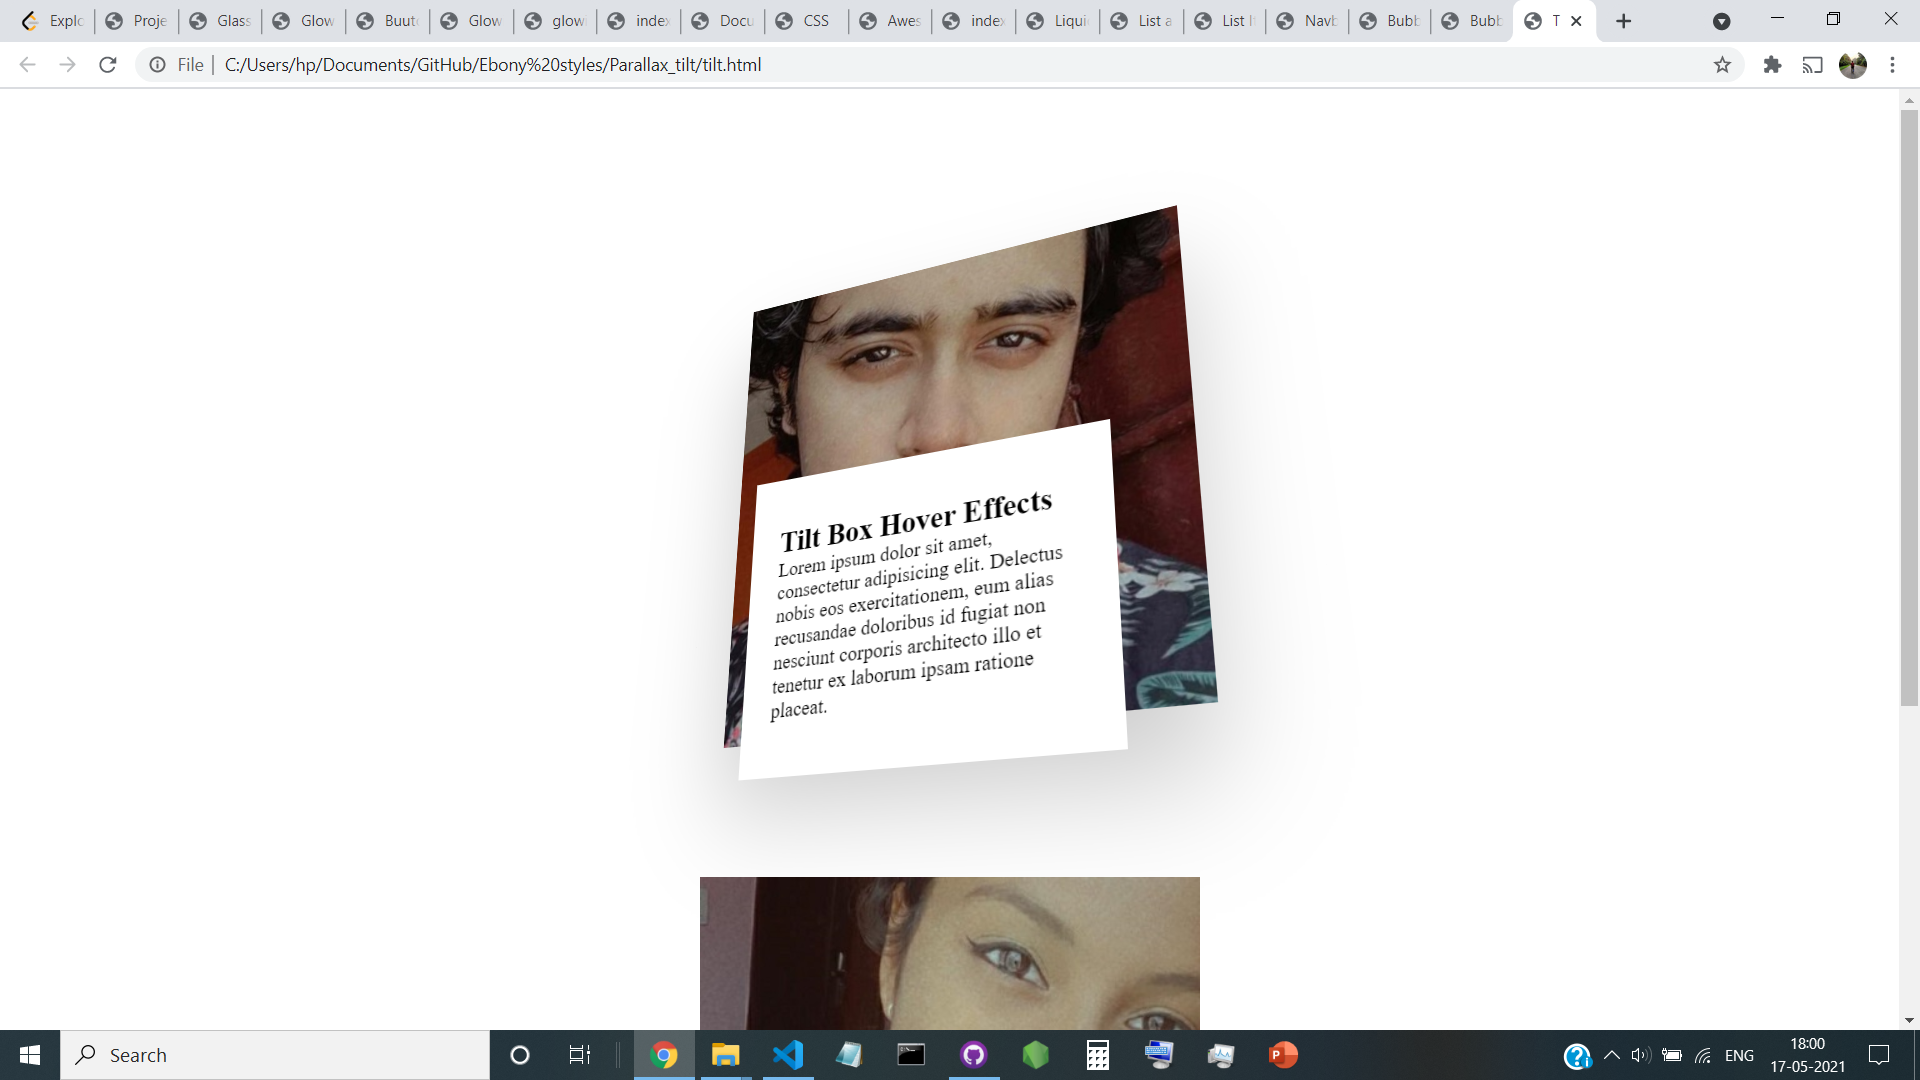 Explo
Proje
Glass
Glow
Buut
Glow
glow
index
Docu
CSS
Awes
index
Liqui
List a
List I
Navb
Bubb
Bubb
T
File
C:/Users/hp/Documents/GitHub/Ebony%20styles/Parallax_tilt/tilt.html
Tilt Box Hover Effects
Lorem ipsum dolor sit amet,
consectetur adipisicing elit. Delectus
nobis eos exercitationem, eum alias
recusandae doloribus id fugiat non
nesciunt corporis architecto illo et
tenetur ex laborum ipsam ratione
placeat.
Search
ENG
18:00
17-05-2021